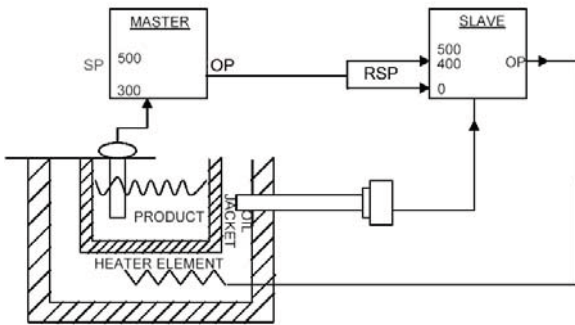 MASTER
SP
500
300
OP
RSP
SLAVE
500
400
0
OP
PRODUCT
OIL
JACKET
HEATER ELEMENT